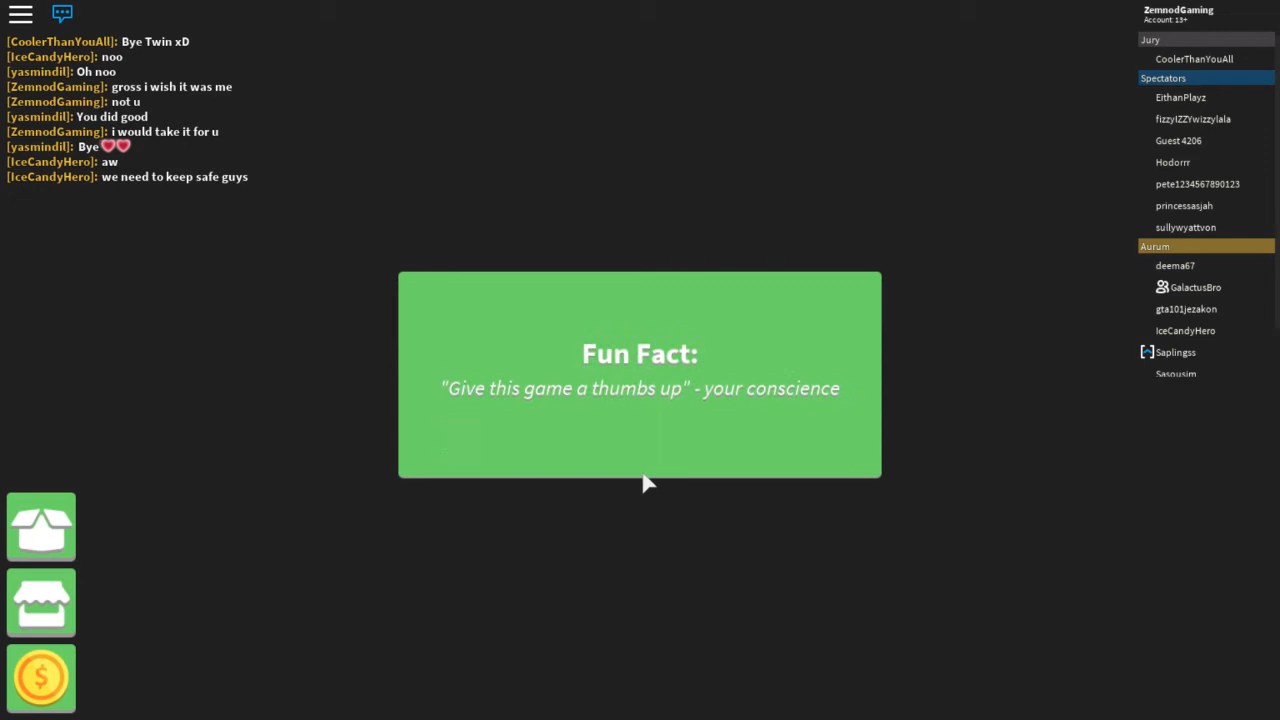 [CoolerThanYouAll]: Bye Twin xD
[IceCandyHero]: noo
[yasmindil]: Oh noo
[ZemnodGaming]: gross i wish it was me
[ZemnodGaming]: not u
[yasmindil]: You did good
[ZemnodGaming]: i would take it for u
[yasmindil]: Bye💗💗
[IceCandyHero]: aw
[IceCandyHero]: we need to keep safe guys
Fun Fact:
"Give this game a thumbs up" - your conscience
$
ZemnodGaming
Account: 13+
Jury
CoolerThanYouAll
Spectators
EithanPlayz
fizzyIZZYwizzylala
Guest 4206
Hodorrr
pete1234567890123
princessasjah
sullywyattvon
Aurum
deema67
GalactusBro
gta101jezakon
IceCandyHero
Saplingss
Sasousim